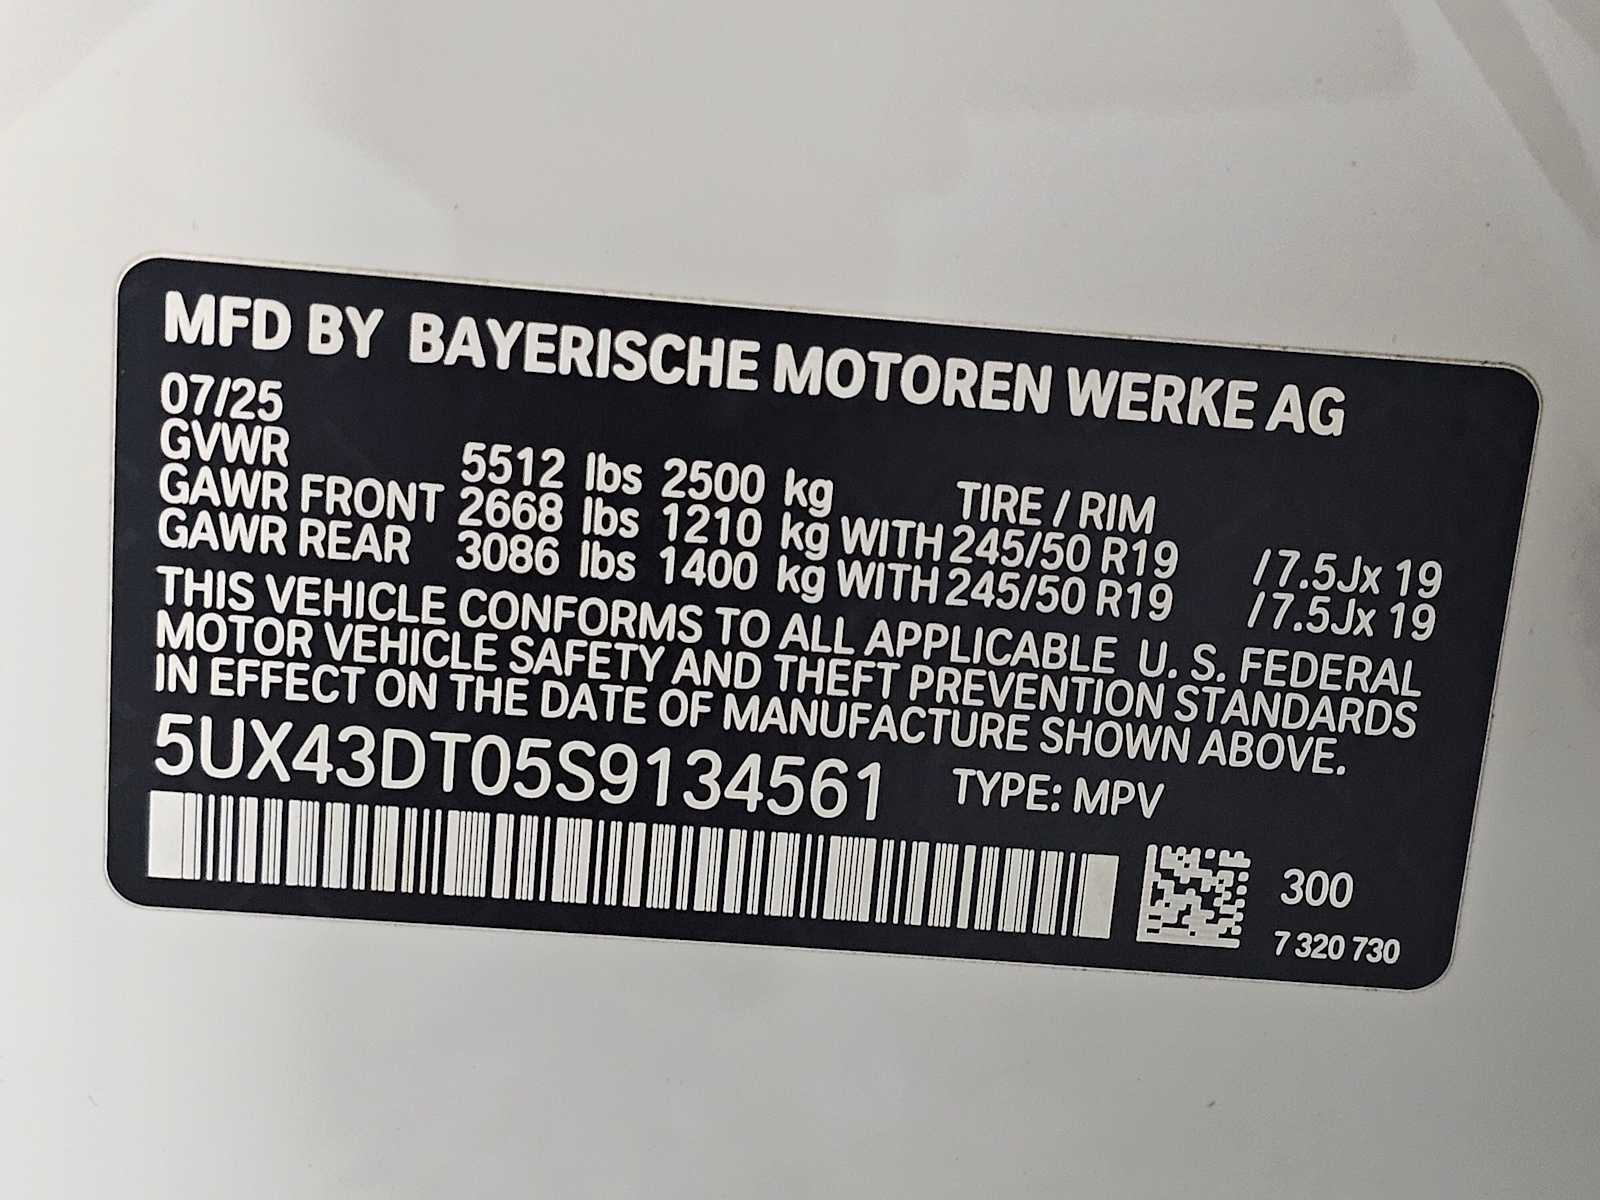 MFD BY BAYERISCHE MOTOREN WERKE AG
07/25
GVWR 5512 lbs 2500 kg TIRE / RIM
GAWR FRONT 2668 lbs 1210 kg WITH 245/50 R19 /7.5Jx 19
GAWR REAR 3086 lbs 1400 kg WITH 245/50 R19 /7.5Jx 19
THIS VEHICLE CONFORMS TO ALL APPLICABLE U. S. FEDERAL
MOTOR VEHICLE SAFETY AND THEFT PREVENTION STANDARDS
IN EFFECT ON THE DATE OF MANUFACTURE SHOWN ABOVE.
5UX43DT05S9134561 TYPE: MPV
300
7 320 730